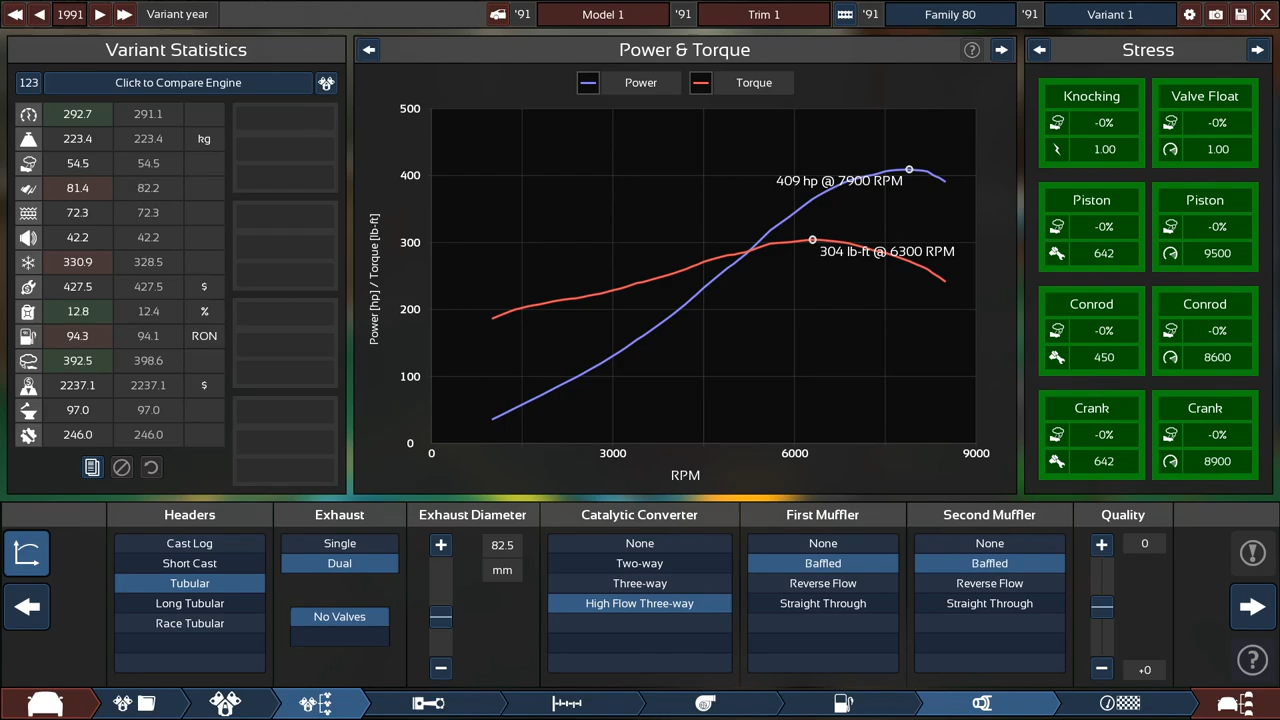 1991
Variant year
'91
Model 1
'91
Trim 1
'91
Family 80
'91
Variant 1
Variant Statistics
123
Click to Compare Engine
292.7 291.1
223.4 223.4 kg
54.5 54.5
81.4 82.2
72.3 72.3
42.2 42.2
330.9 328.5
427.5 427.5 $
12.8 12.4 %
94.3 94.1 RON
392.5 398.6
2237.1 2237.1 $
97.0 97.0
246.0 246.0
Power & Torque
?
Power
Torque
Power [hp] / Torque [lb-ft]
500
400
300
200
100
0
409 hp @ 7900 RPM
304 lb-ft @ 6300 RPM
0 3000 6000 9000
RPM
Stress
Knocking
-0%
1.00
Valve Float
-0%
1.00
Piston
-0%
642
Piston
-0%
9500
Conrod
-0%
450
Conrod
-0%
8600
Crank
-0%
642
Crank
-0%
8900
Headers
Cast Log
Short Cast
Tubular
Long Tubular
Race Tubular
Exhaust
Single
Dual
No Valves
Exhaust Diameter
82.5
mm
Catalytic Converter
None
Two-way
Three-way
High Flow Three-way
First Muffler
None
Baffled
Reverse Flow
Straight Through
Second Muffler
None
Baffled
Reverse Flow
Straight Through
Quality
0
+0
?